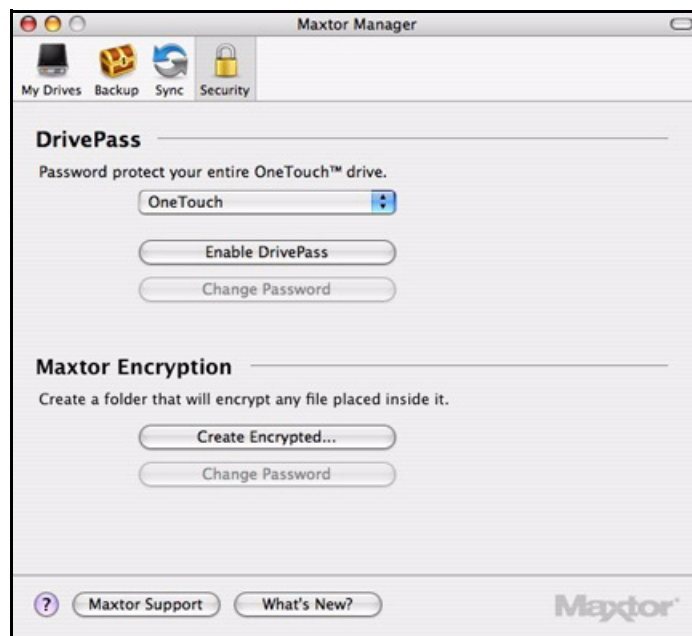 Maxtor Manager
My Drives Backup Sync Security
DrivePass
Password protect your entire OneTouch™ drive.
OneTouch
Enable DrivePass
Change Password
Maxtor Encryption
Create a folder that will encrypt any file placed inside it.
Create Encrypted...
Change Password
? Maxtor Support What's New? Maxtor